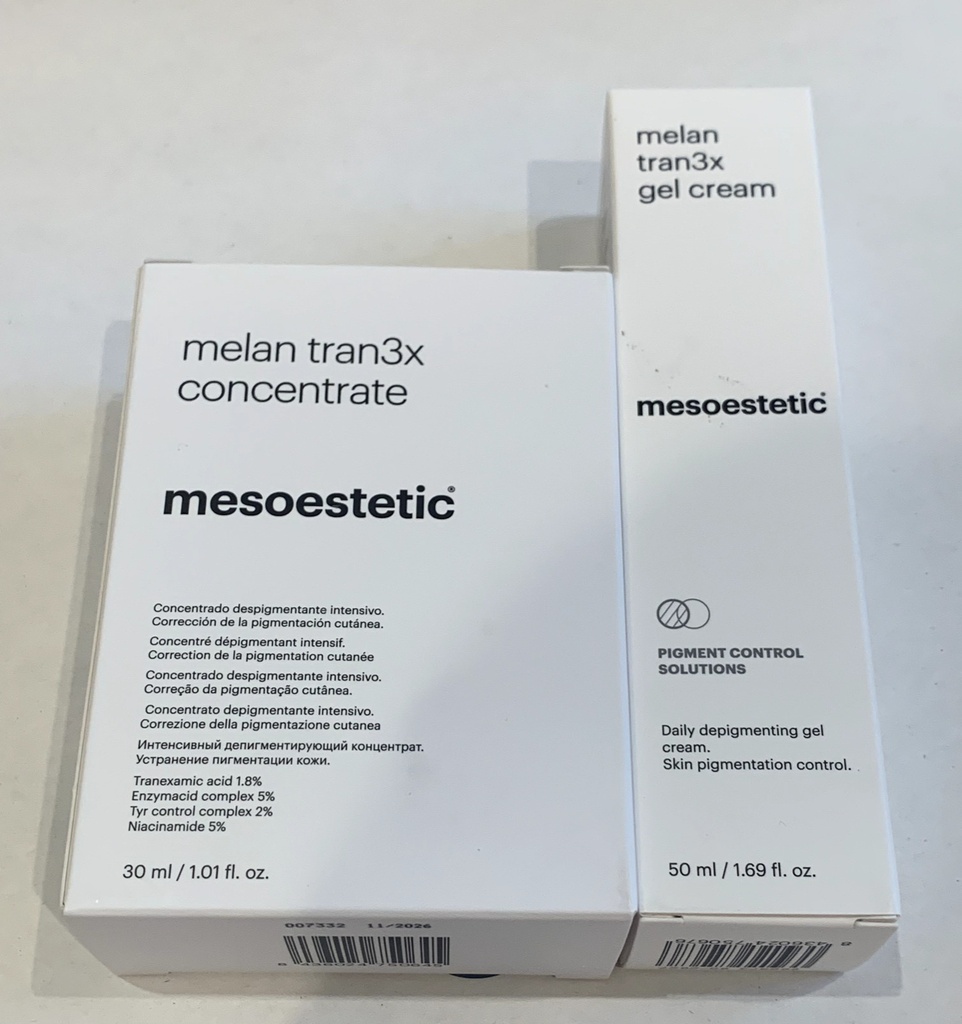 melan tran3x
concentrate
mesoestetic®
Concentrado despigmentante intensivo.
Corrección de la pigmentación cutánea.
Concentré dépigmentant intensif.
Correction de la pigmentation cutanée
Concentrado despigmentante intensivo.
Correção da pigmentação cutânea.
Concentrato depigmentante intensivo.
Correzione della pigmentazione cutanea
Интенсивный депигментирующий концентрат.
Устранение пигментации кожи.
Tranexamic acid 1.8%
Enzymacid complex 5%
Tyr control complex 2%
Niacinamide 5%
30 ml / 1.01 fl. oz.
007332 11/2026
melan
tran3x
gel cream
mesoestetic®
PIGMENT CONTROL
SOLUTIONS
Daily depigmenting gel
cream.
Skin pigmentation control.
50 ml / 1.69 fl. oz.